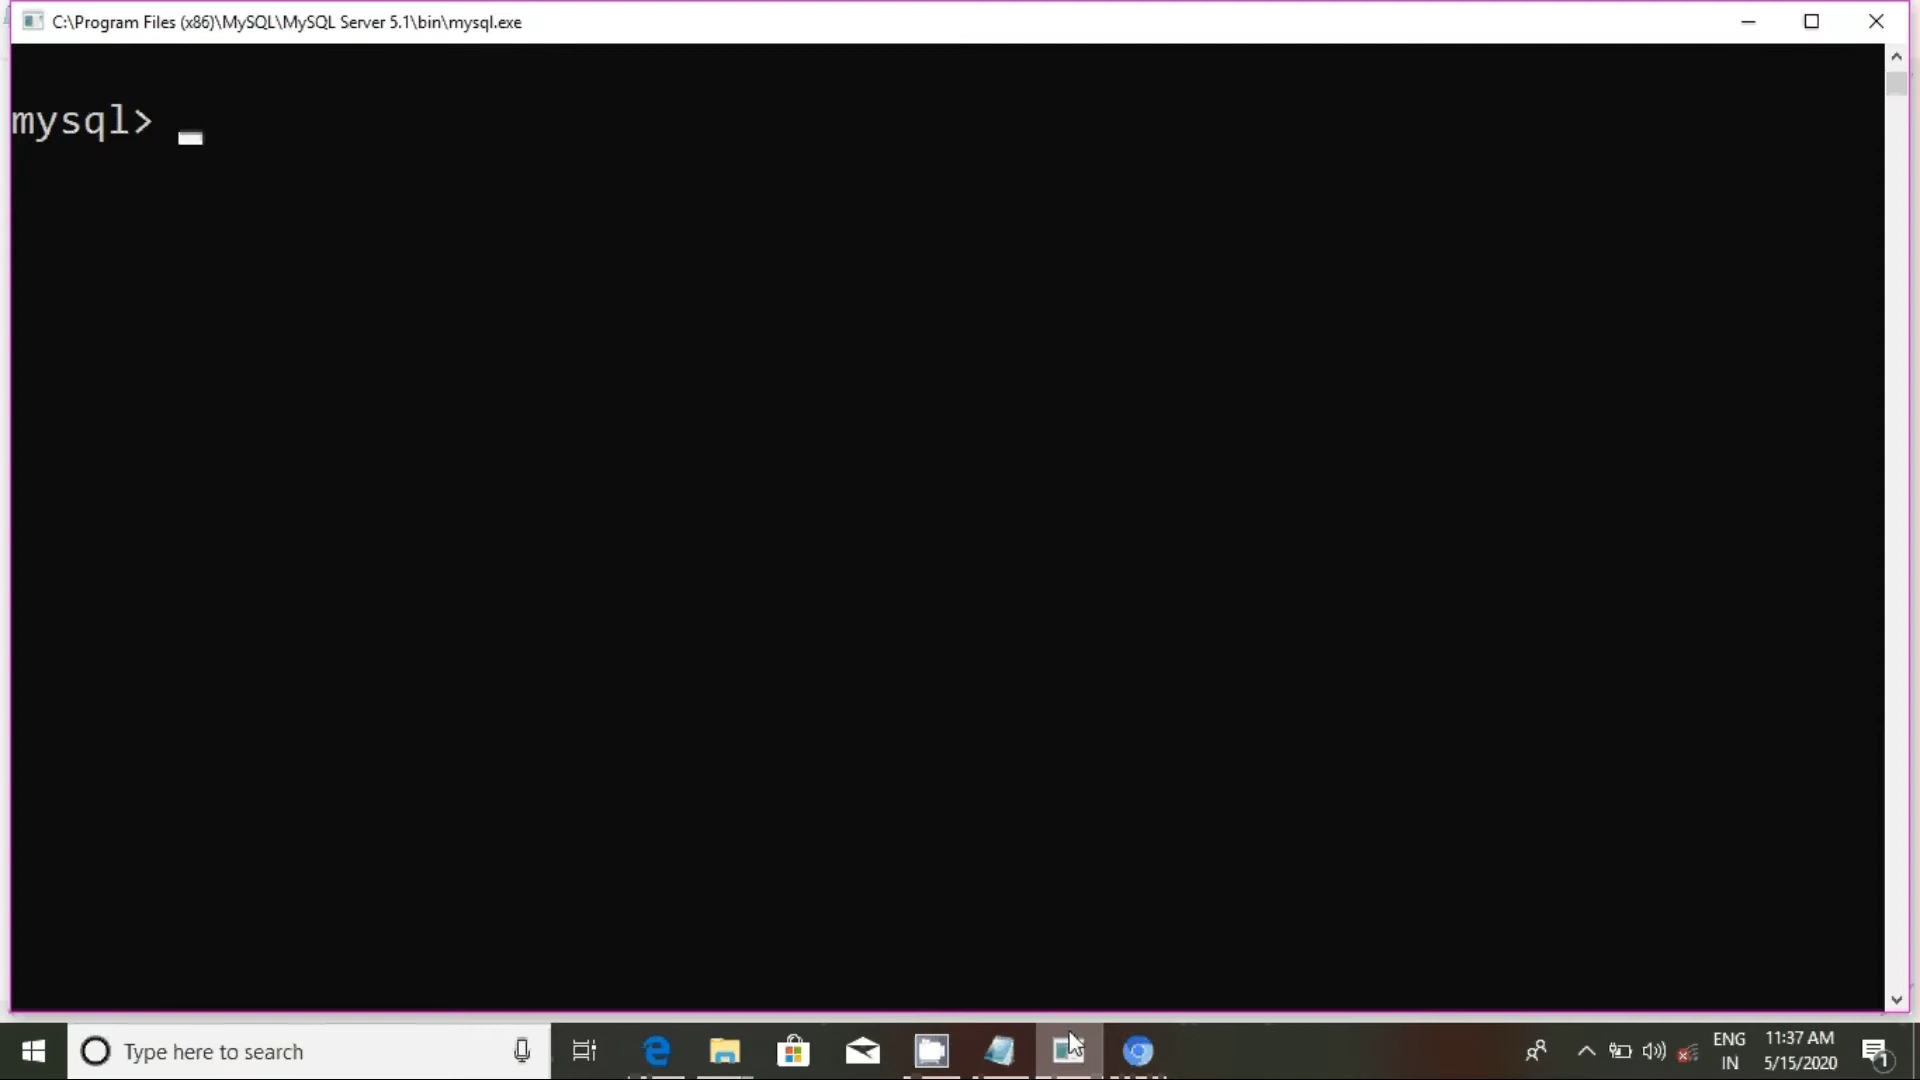 C:\Program Files (x86)\MySQL\MySQL Server 5.1\bin\mysql.exe
mysql>
Type here to search
ENG
IN
11:37 AM
5/15/2020
1